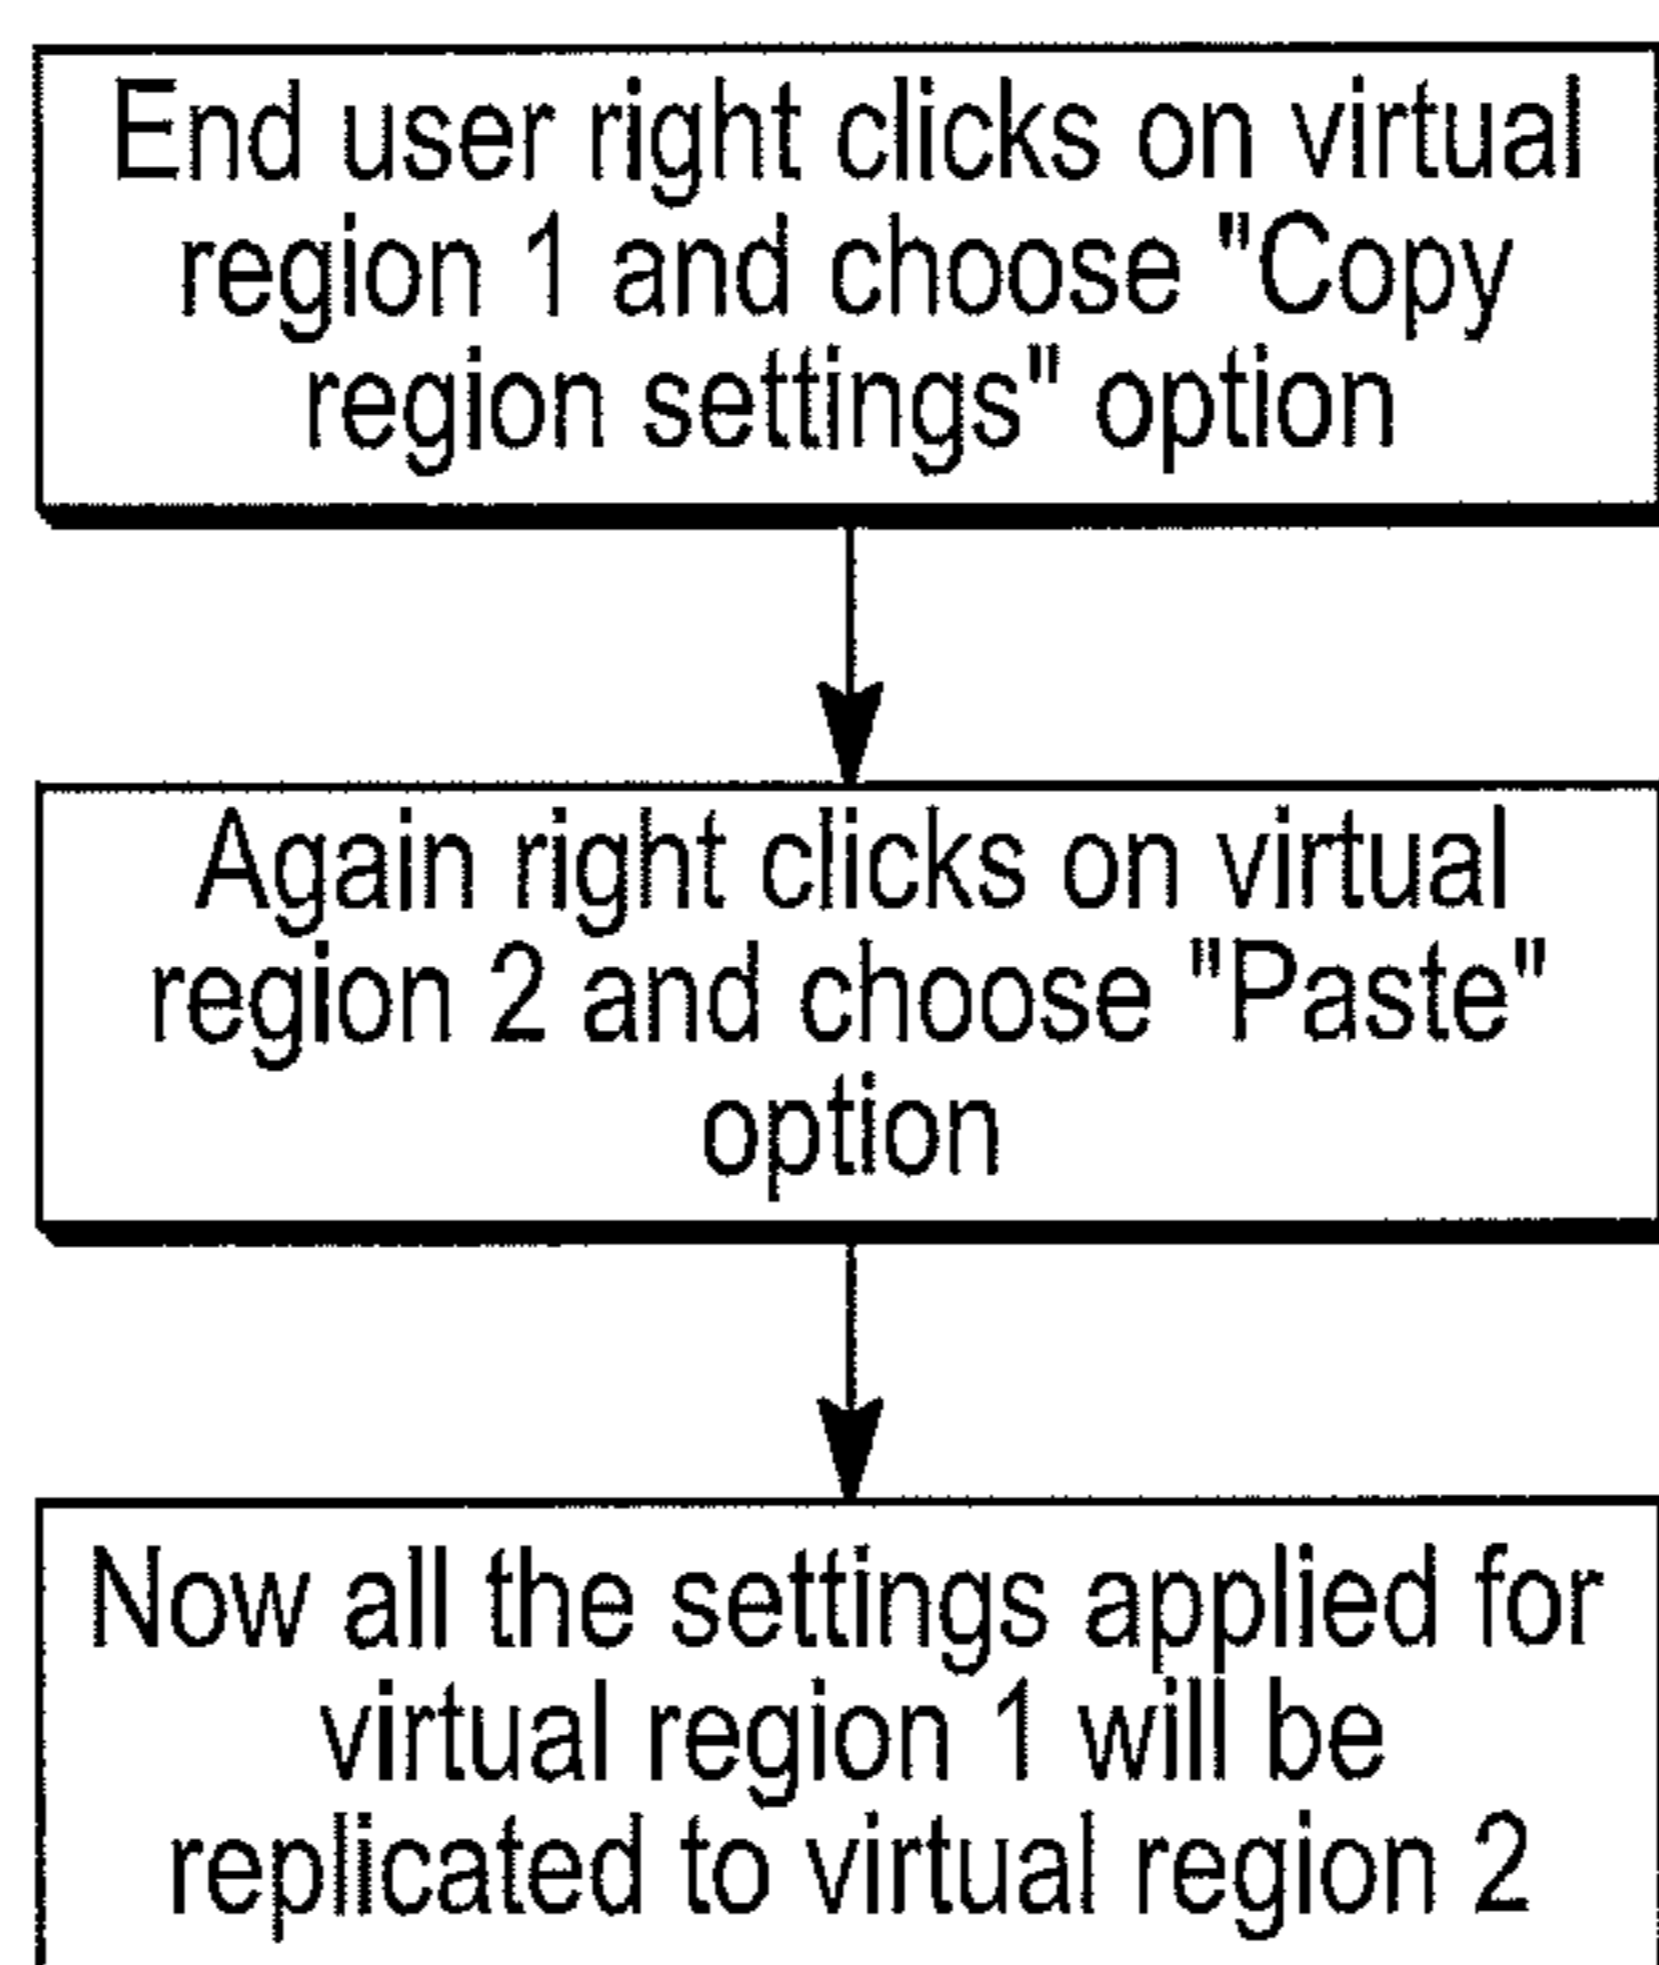 End user right clicks on virtual
region 1 and choose "Copy
region settings" option
Again right clicks on virtual
region 2 and choose "Paste"
option
Now all the settings applied for
virtual region 1 will be
replicated to virtual region 2